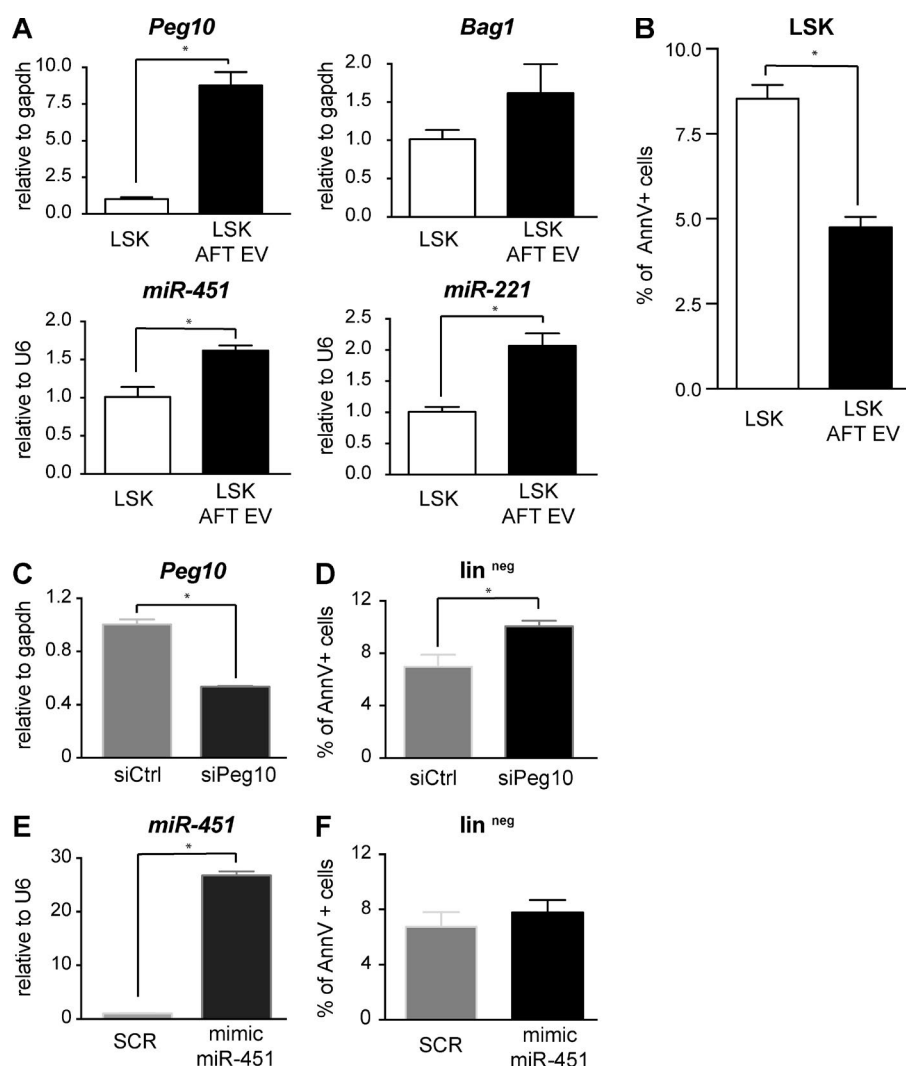 A
Peg10
*
relative to gapdh
10.0
7.5
5.0
2.5
0.0
LSK
LSK
AFT EV
Bag1
relative to gapdh
2.0
1.5
1.0
0.5
0.0
LSK
LSK
AFT EV
B
LSK
*
% of AnnV+ cells
10.0
7.5
5.0
2.5
0.0
LSK
LSK
AFT EV
miR-451
*
relative to U6
2.0
1.5
1.0
0.5
0.0
LSK
LSK
AFT EV
miR-221
*
relative to U6
2.5
2.0
1.5
1.0
0.5
0.0
LSK
LSK
AFT EV
C
Peg10
*
relative to gapdh
1.2
0.8
0.4
0
siCtrl
siPeg10
D
lin neg
*
% of AnnV+ cells
12
8
4
0
siCtrl
siPeg10
E
miR-451
*
relative to U6
30
20
10
0
SCR
mimic
miR-451
F
lin neg
% of AnnV + cells
12
8
4
0
SCR
mimic
miR-451